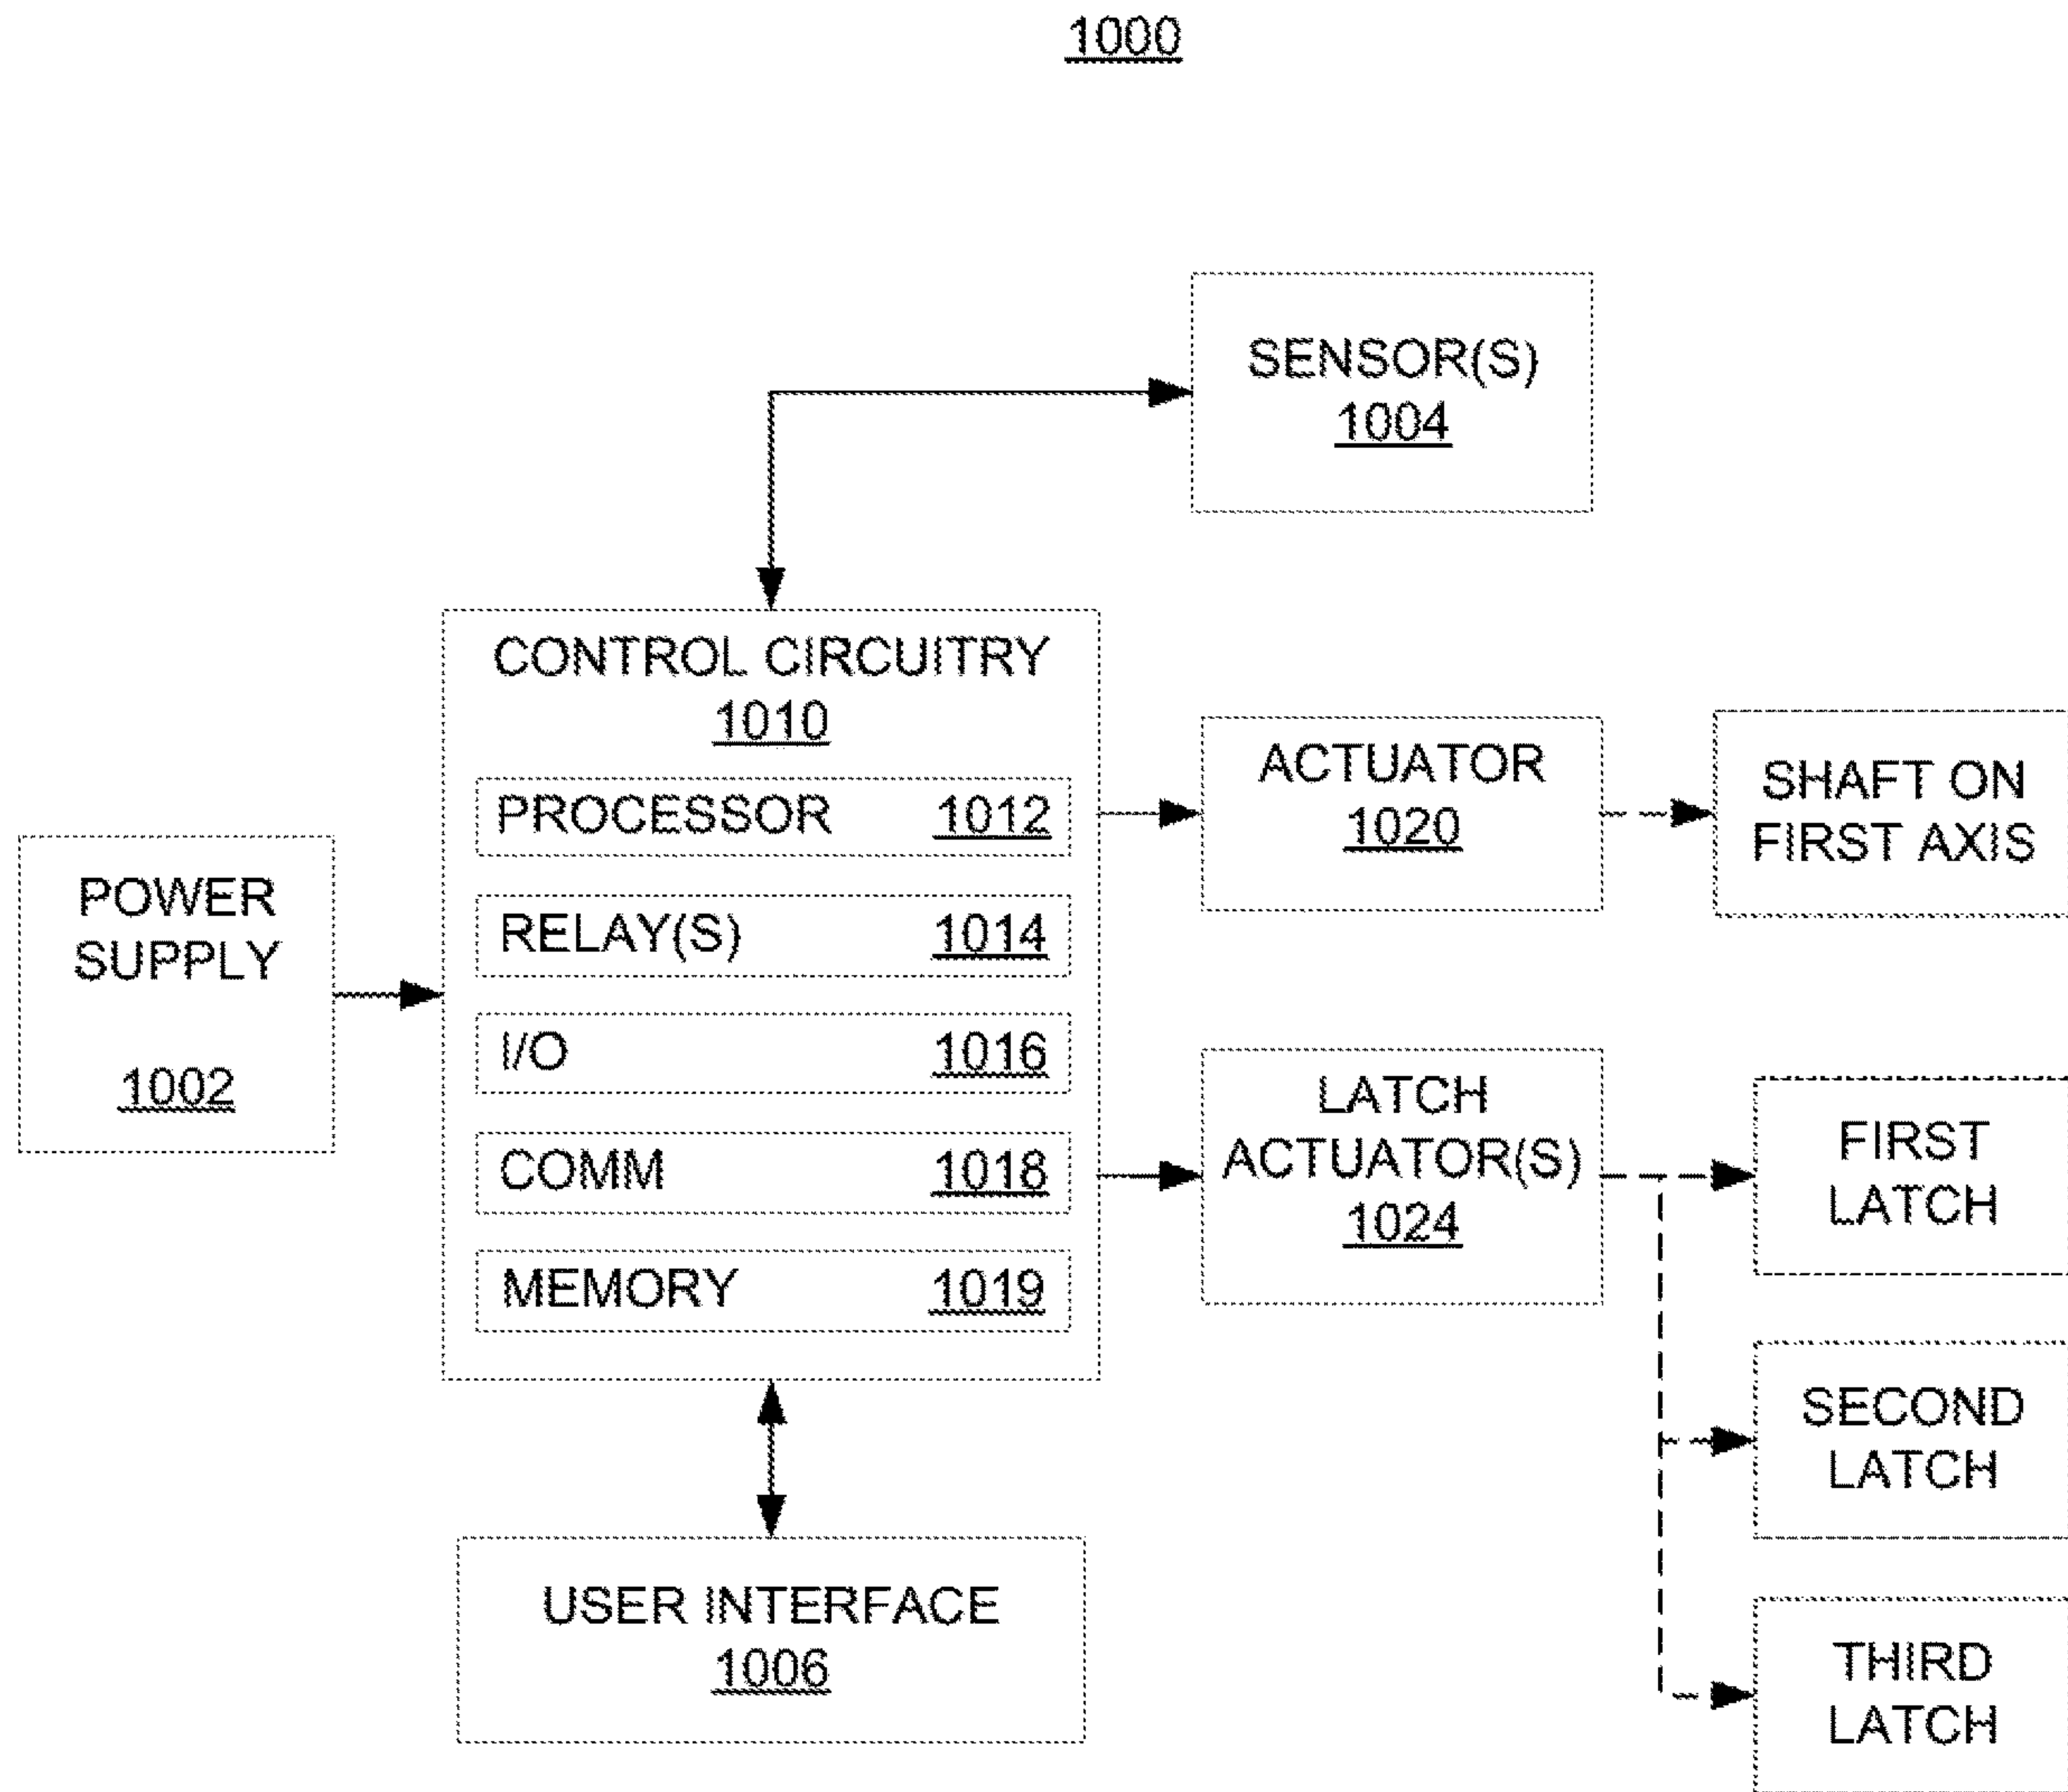 1000
SENSOR(S)
1004
CONTROL CIRCUITRY
1010
PROCESSOR 1012
RELAY(S) 1014
I/O 1016
COMM 1018
MEMORY 1019
POWER
SUPPLY
1002
ACTUATOR
1020
SHAFT ON
FIRST AXIS
LATCH
ACTUATOR(S)
1024
FIRST
LATCH
SECOND
LATCH
THIRD
LATCH
USER INTERFACE
1006